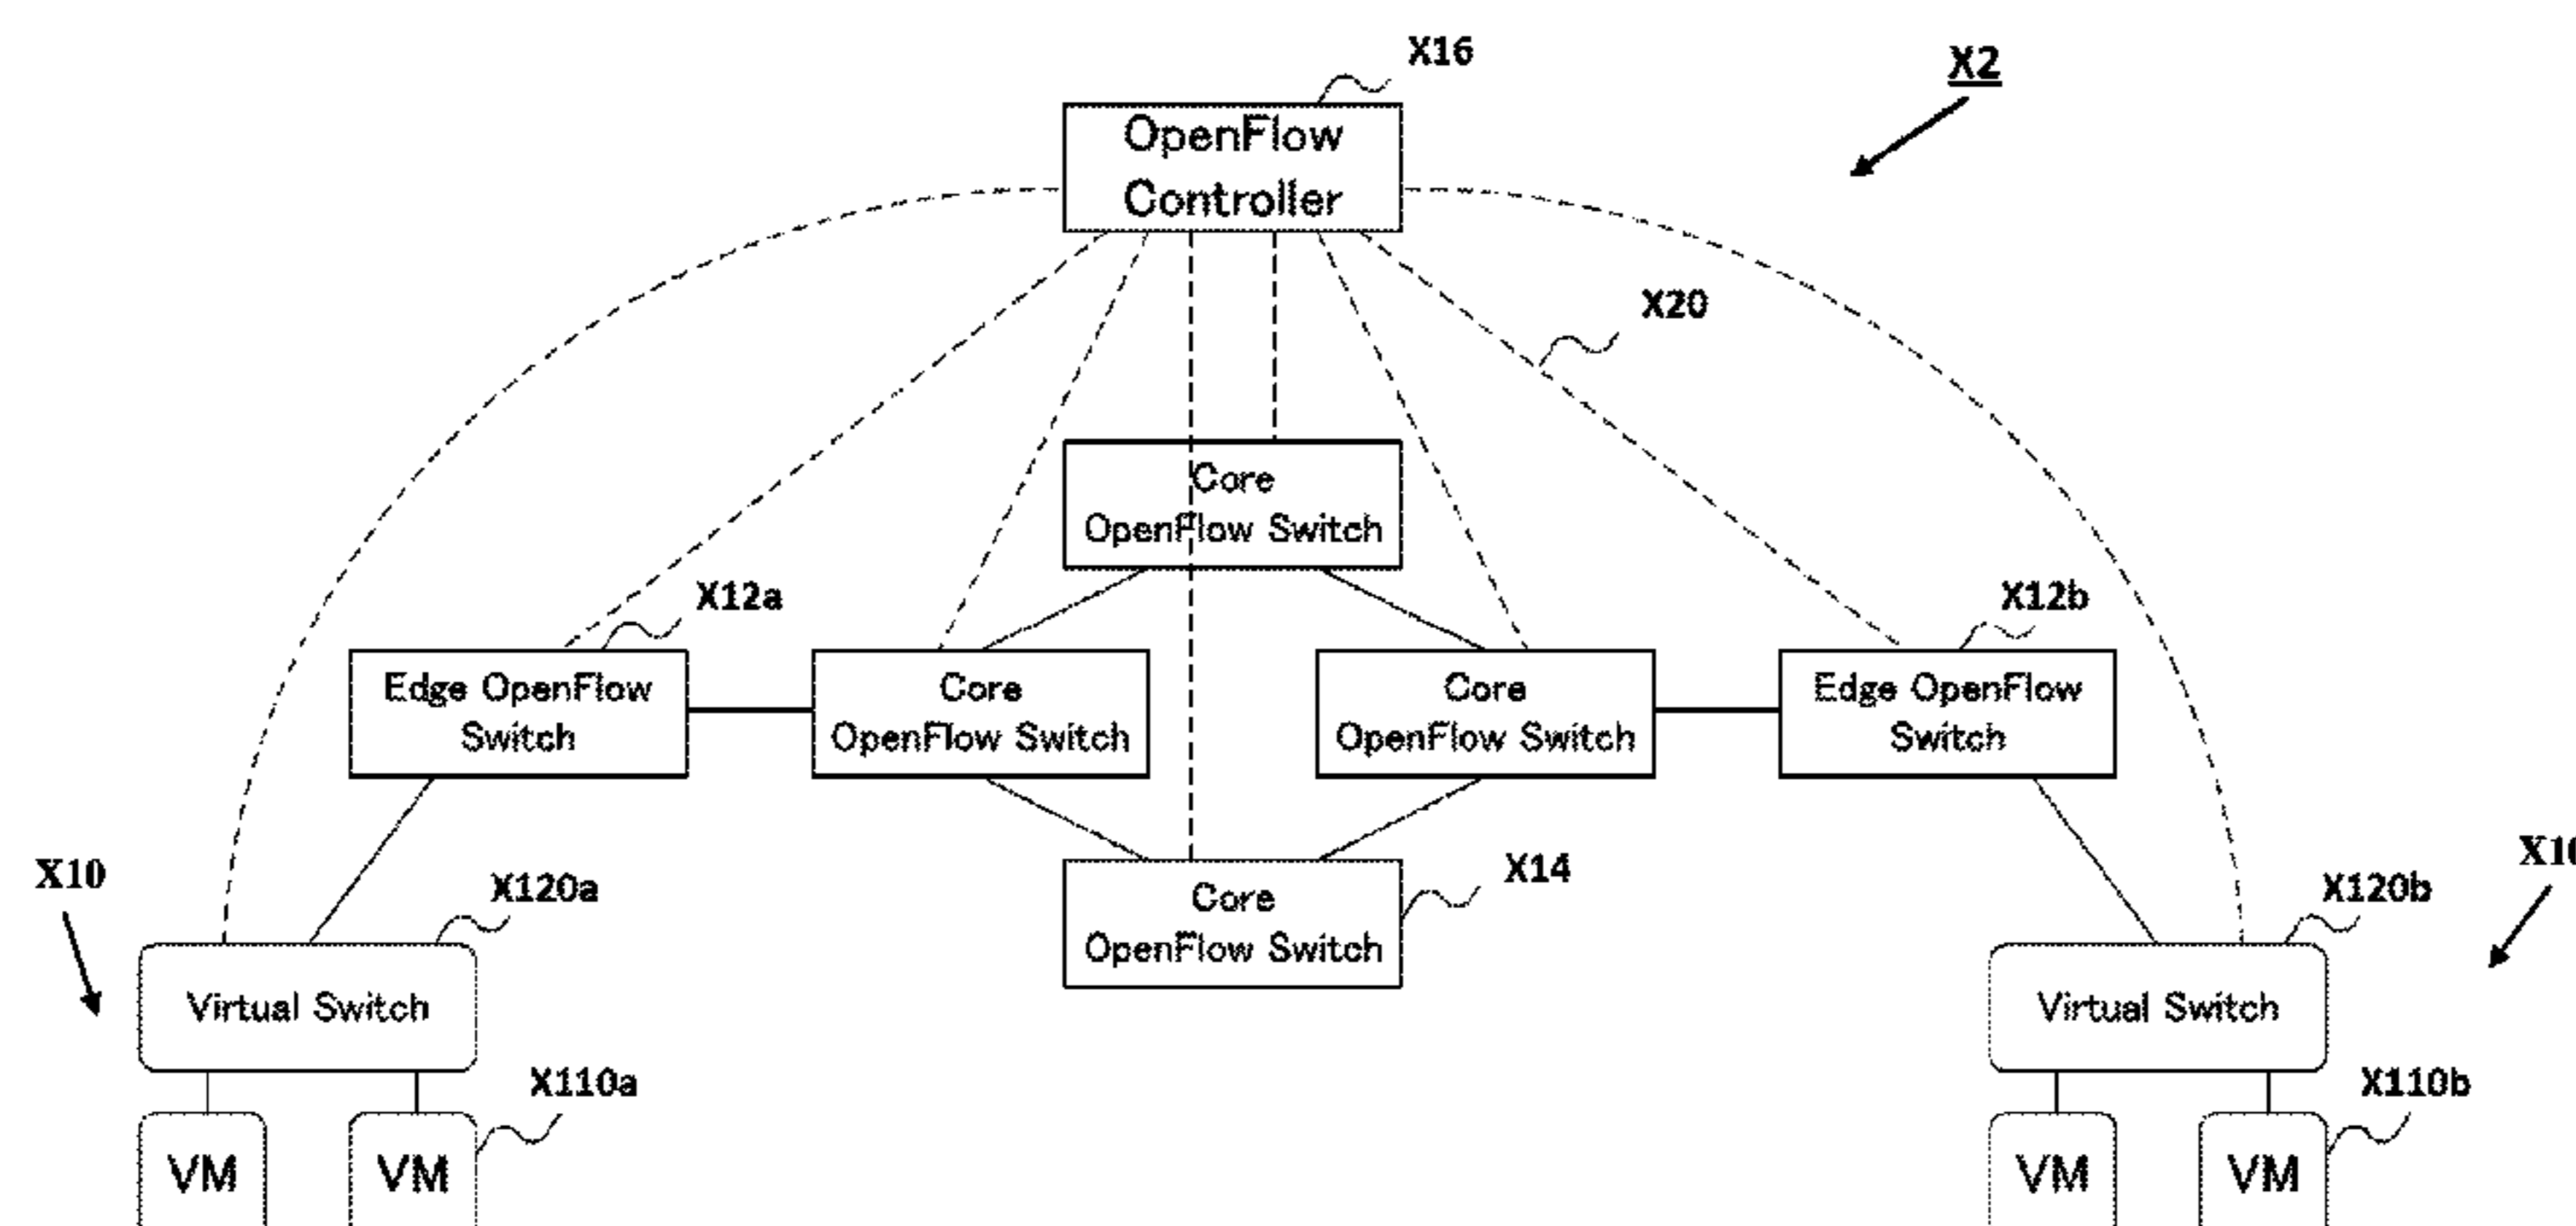 X16
X2
OpenFlow
Controller
X20
Core
OpenFlow Switch
X12a
X12b
Edge OpenFlow
Switch
Core
OpenFlow Switch
Core
OpenFlow Switch
Edge OpenFlow
Switch
X10
X120a
Core
OpenFlow Switch
X14
X120b
X10
Virtual Switch
Virtual Switch
X110a
X110b
VM
VM
VM
VM